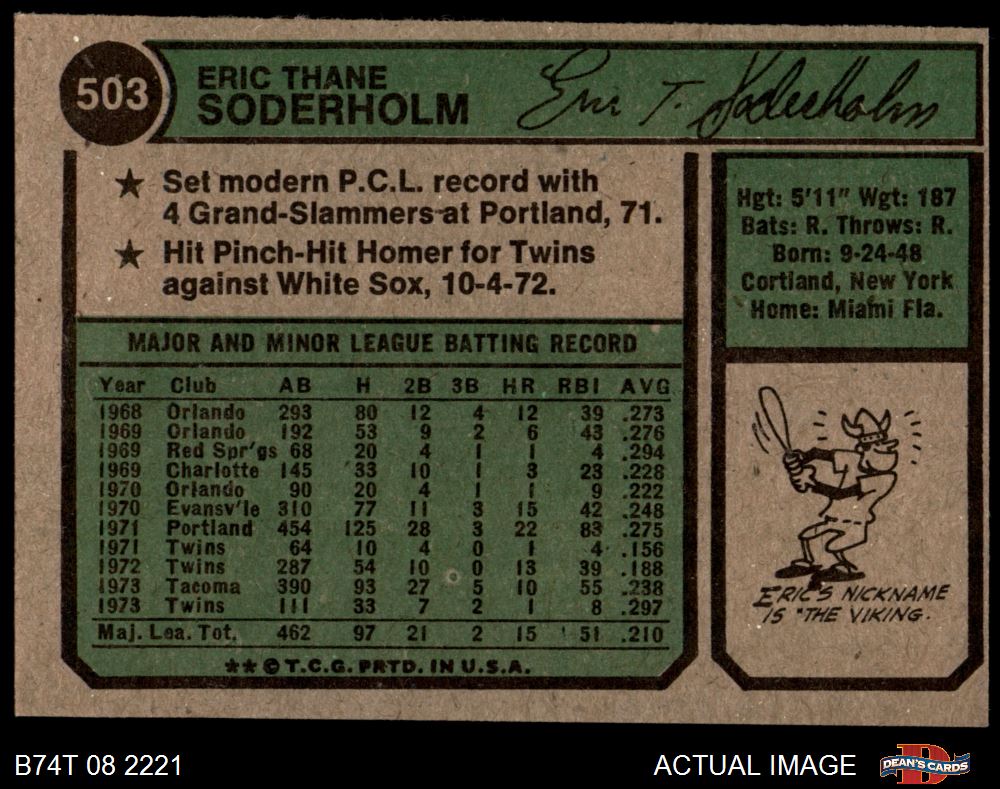 503
ERIC THANE
SODERHOLM
Eric T. Soderholm
★ Set modern P.C.L. record with
4 Grand-Slammers at Portland, 71.
★ Hit Pinch-Hit Homer for Twins
against White Sox, 10-4-72.
Hgt: 5'11" Wgt: 187
Bats: R. Throws: R.
Born: 9-24-48
Cortland, New York
Home: Miami Fla.
MAJOR AND MINOR LEAGUE BATTING RECORD
Year Club AB H 2B 3B HR RBI AVG
1968 Orlando 293 80 12 4 12 39 .273
1969 Orlando 192 53 9 2 6 43 .276
1969 Red Spr'gs 68 20 4 1 1 4 .294
1969 Charlotte 145 33 10 1 3 23 .228
1970 Orlando 90 20 4 1 1 9 .222
1970 Evansv'le 310 77 11 3 15 42 .248
1971 Portland 454 125 28 3 22 83 .275
1971 Twins 64 10 4 0 1 4 .156
1972 Twins 287 54 10 0 13 39 .188
1973 Tacoma 390 93 27 5 10 55 .238
1973 Twins 111 33 7 2 1 8 .297
Maj. Lea. Tot. 462 97 21 2 15 51 .210
★★ © T.C.G. PRTD. IN U.S.A.
ERIC'S NICKNAME
IS "THE VIKING.
B74T 08 2221
ACTUAL IMAGE
DEAN'S CARDS